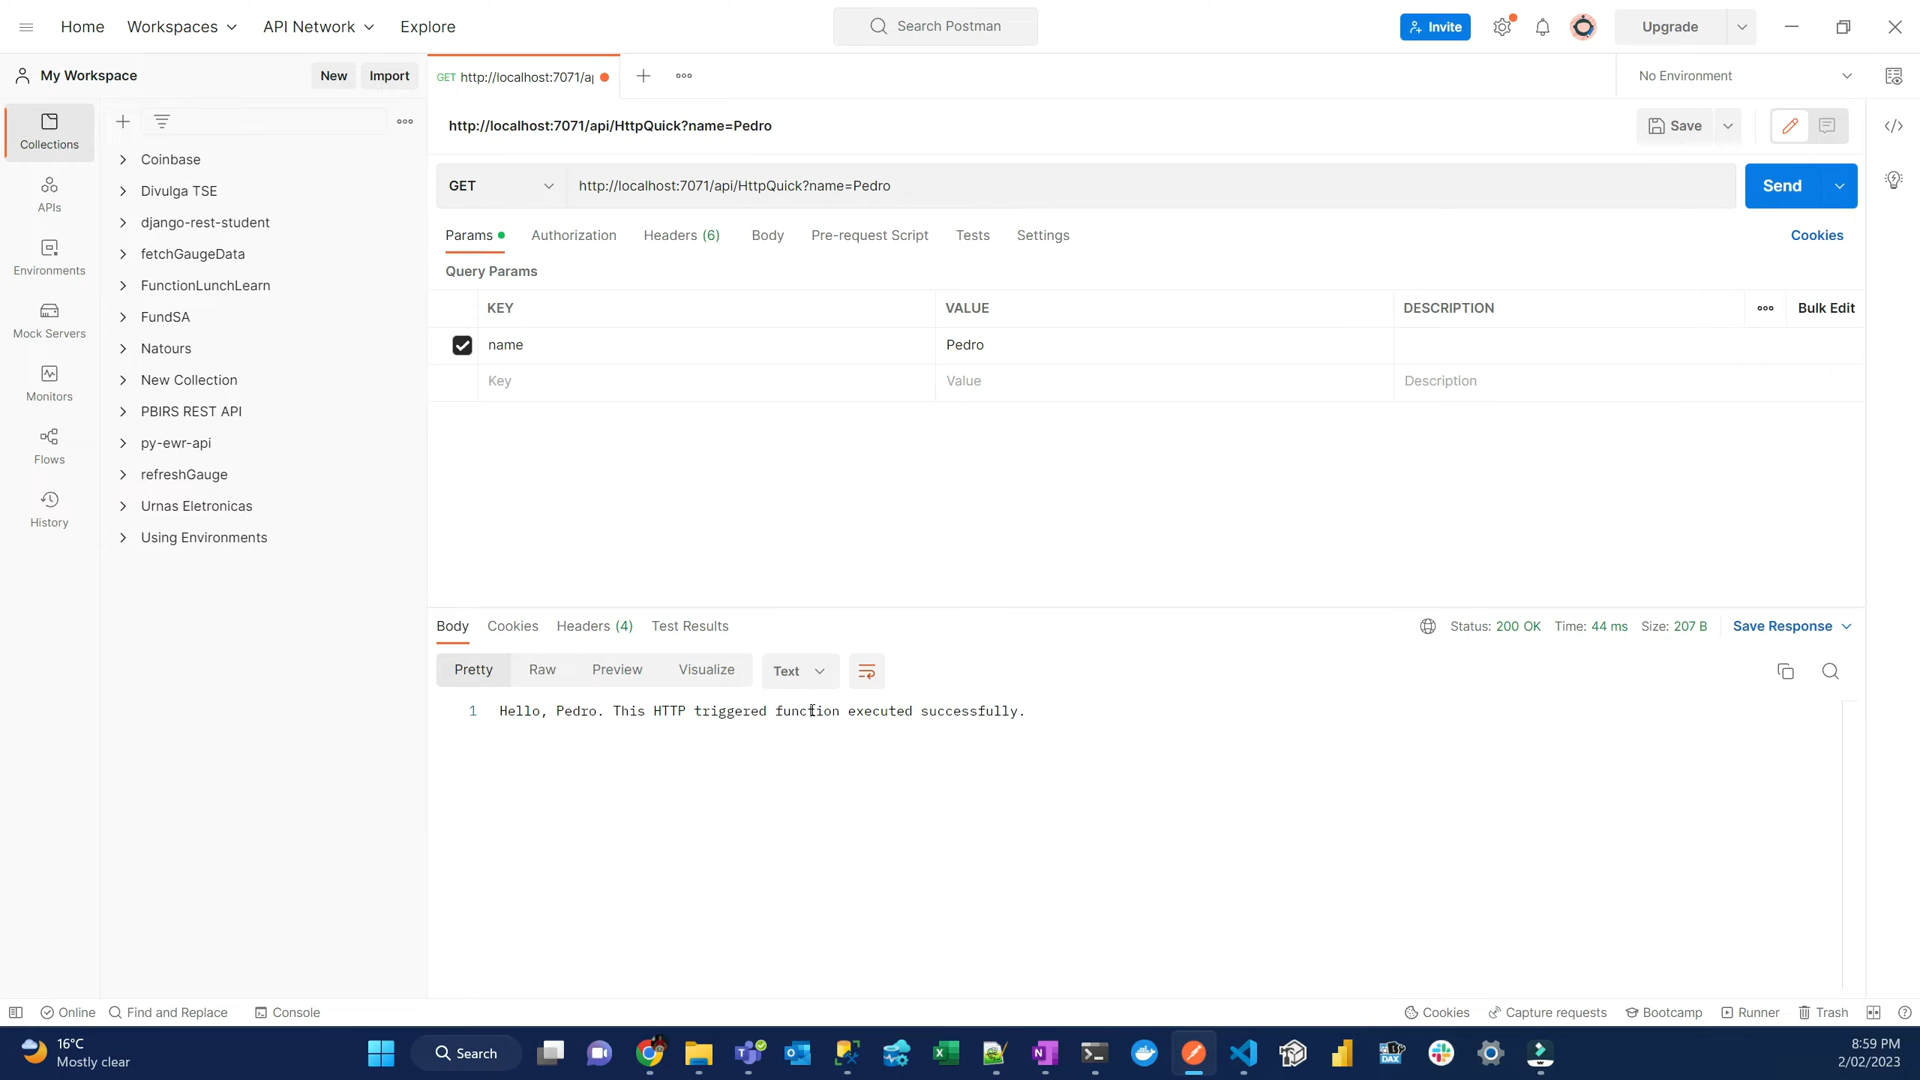 Home Workspaces API Network Explore Search Postman Invite Upgrade
My Workspace New Import GET http://localhost:7071/a No Environment
http://localhost:7071/api/HttpQuick?name=Pedro Save
GET http://localhost:7071/api/HttpQuick?name=Pedro Send
Params Authorization Headers (6) Body Pre-request Script Tests Settings Cookies
Query Params
KEY VALUE DESCRIPTION Bulk Edit
name Pedro
Key Value Description
Collections
APIs
Environments
Mock Servers
Monitors
Flows
History
Coinbase
Divulga TSE
django-rest-student
fetchGaugeData
FunctionLunchLearn
FundSA
Natours
New Collection
PBIRS REST API
py-ewr-api
refreshGauge
Urnas Eletronicas
Using Environments
Body Cookies Headers (4) Test Results Status: 200 OK Time: 44 ms Size: 207 B Save Response
Pretty Raw Preview Visualize Text
1 Hello, Pedro. This HTTP triggered function executed successfully.
Online Find and Replace Console Cookies Capture requests Bootcamp Runner Trash
16°C
Mostly clear
Search
DAX
8:59 PM
2/02/2023